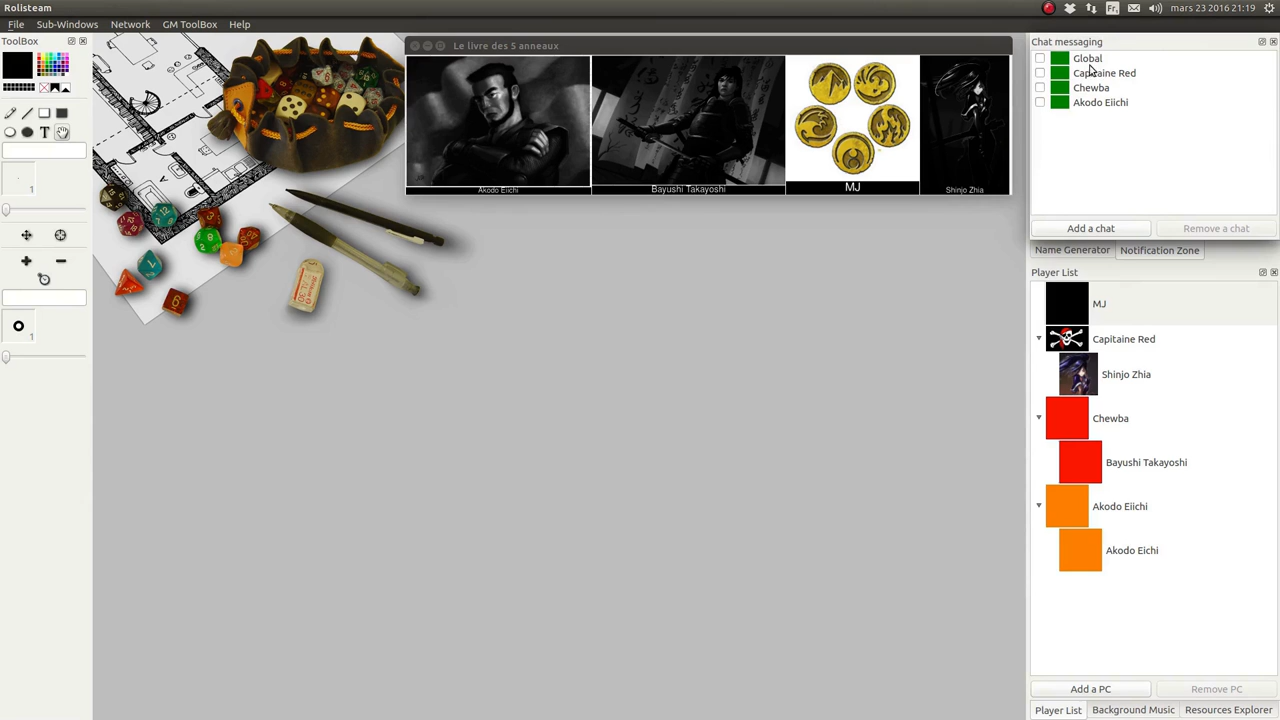 Rolisteam
Fr
mars 23 2016 21:19
File Sub-Windows Network GM ToolBox Help
ToolBox
T
1
1
Le livre des 5 anneaux
Akodo Eiichi
Bayushi Takayoshi
MJ
Shinjo Zhia
Chat messaging
Global
Capitaine Red
Chewba
Akodo Eiichi
Add a chat Remove a chat
Name Generator Notification Zone
Player List
MJ
Capitaine Red
Shinjo Zhia
Chewba
Bayushi Takayoshi
Akodo Eiichi
Akodo Eichi
Add a PC Remove PC
Player List Background Music Resources Explorer